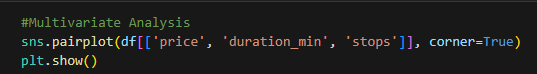 #Multivariate Analysis
sns.pairplot(df[['price', 'duration_min', 'stops']], corner=True)
plt.show()